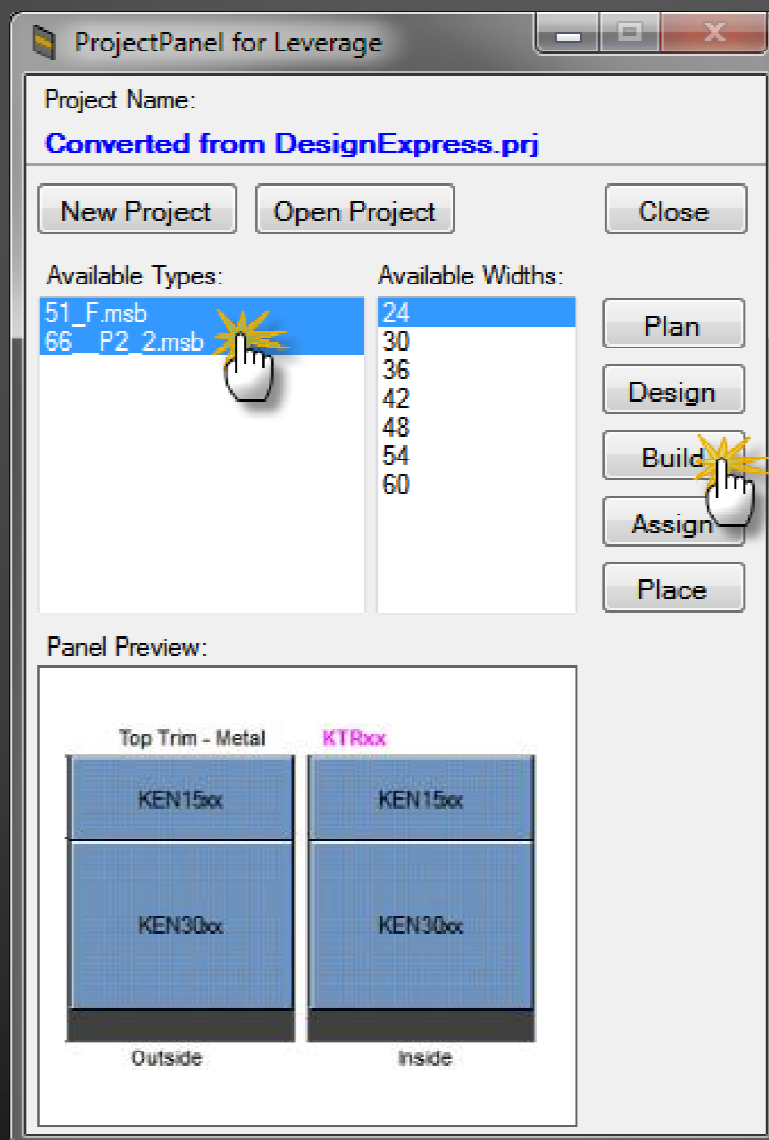 ProjectPanel for Leverage
Project Name:
Converted from DesignExpress.prj
New Project
Open Project
Close
Available Types:
Available Widths:
51_F.msb
66__P2_2.msb
24
30
36
42
48
54
60
Plan
Design
Build
Assign
Place
Panel Preview:
Top Trim - Metal
KTRxx
KEN15xx
KEN15xx
KEN30xx
KEN30xx
Outside
Inside